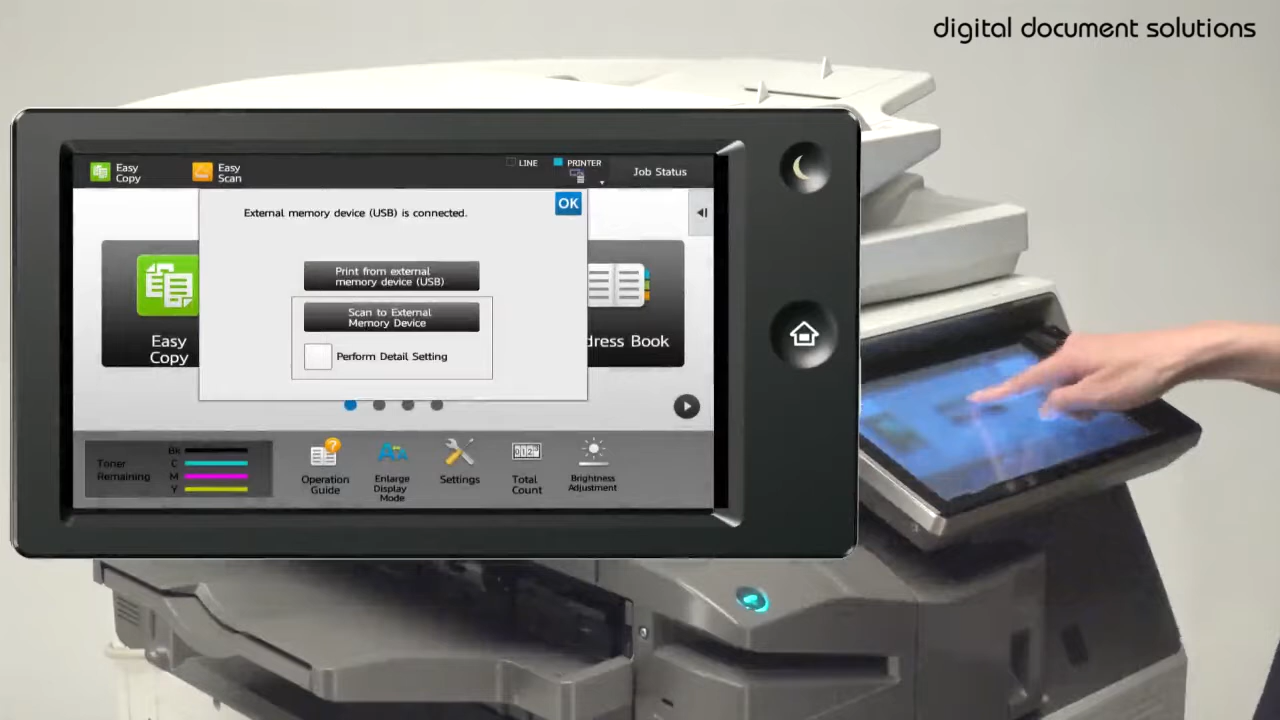 digital document solutions
Easy
Copy
Easy
Scan
LINE
PRINTER
Job Status
External memory device (USB) is connected.
OK
Print from external
memory device (USB)
Scan to External
Memory Device
Perform Detail Setting
Easy
Copy
dress Book
Toner
Remaining
Bk
C
M
Y
Operation
Guide
Enlarge
Display
Mode
Settings
Total
Count
Brightness
Adjustment